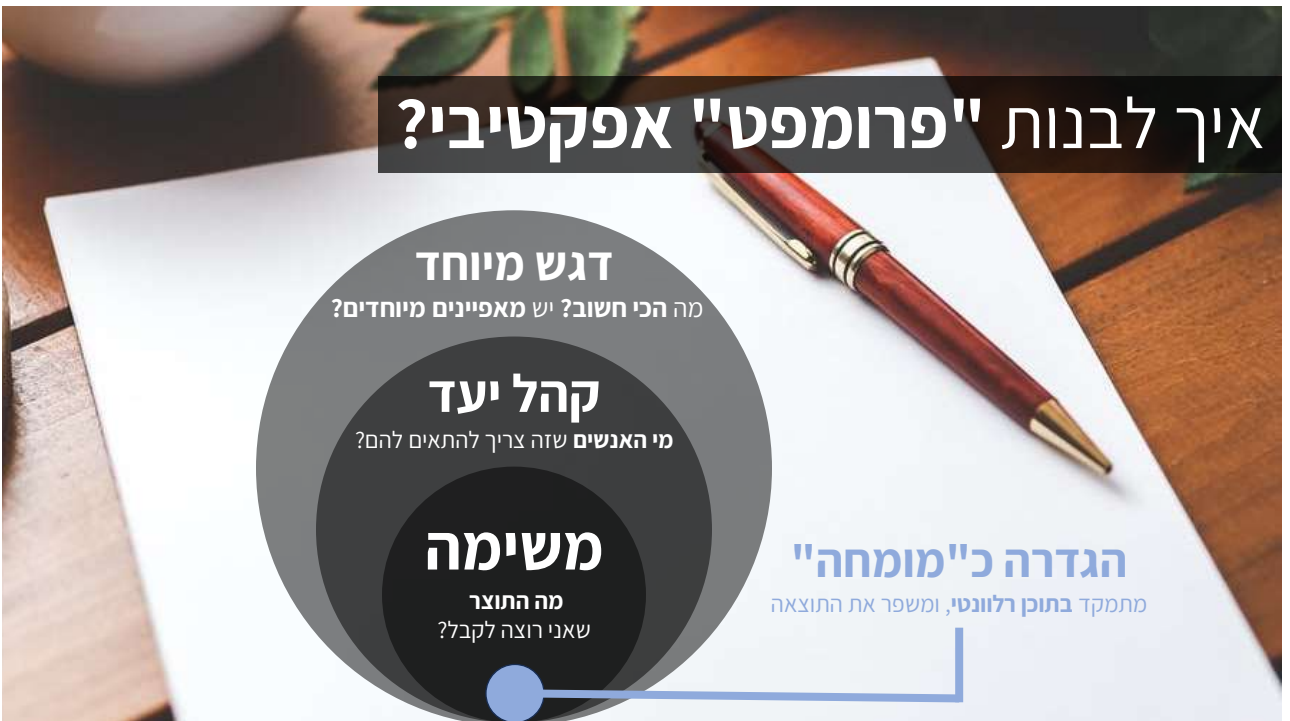 איך לבנות "פרומפט" אפקטיבי?
דגש מיוחד
מה הכי חשוב? יש מאפיינים מיוחדים?
קהל יעד
מי האנשים שזה צריך להתאים להם?
משימה
מה התוצר
שאני רוצה לקבל?
הגדרה כ"מומחה"
מתמקד בתוכן רלוונטי, ומשפר את התוצאה